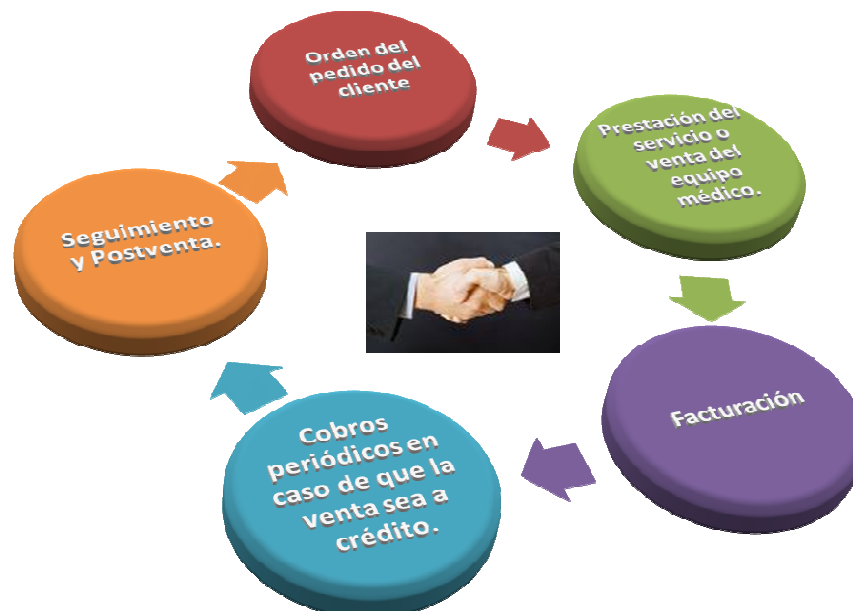 Orden del
pedido del
cliente
Prestación del
servicio o
venta del
equipo
médico.
Facturación
Cobros
periódicos en
caso de que la
venta sea a
crédito.
Seguimiento
y Postventa.